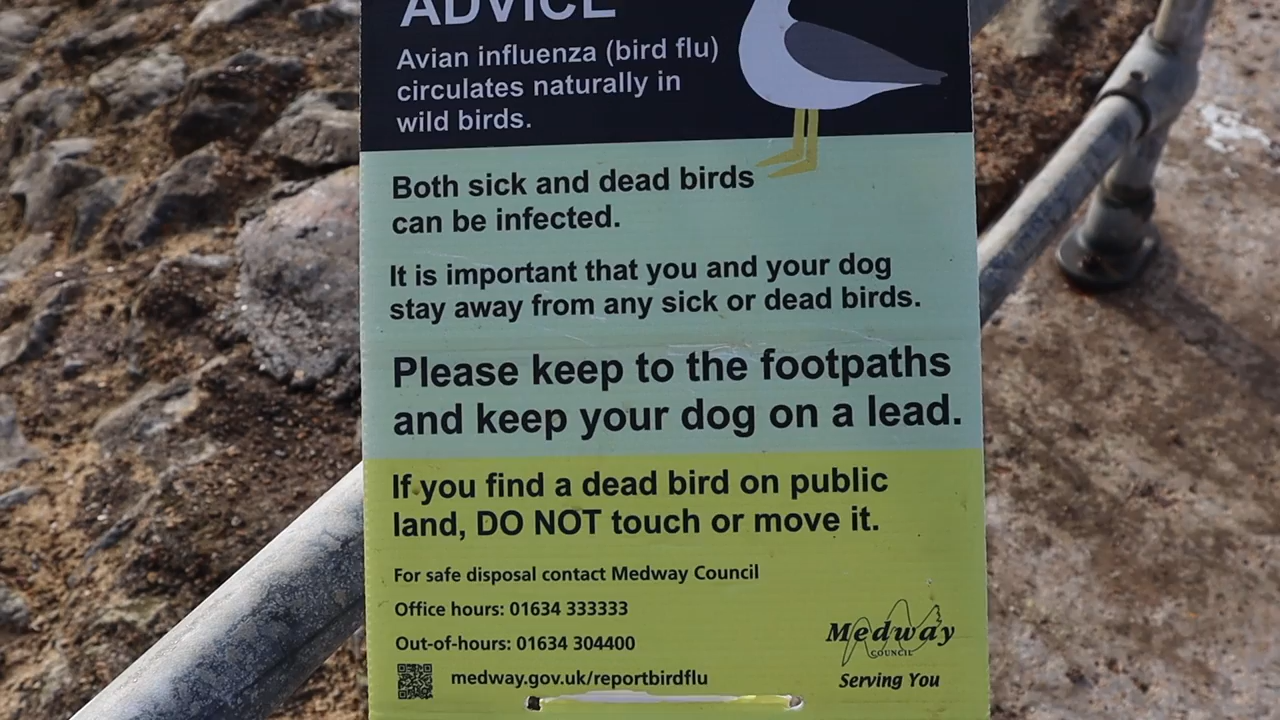 ADVICE
Avian influenza (bird flu)
circulates naturally in
wild birds.
Both sick and dead birds
can be infected.
It is important that you and your dog
stay away from any sick or dead birds.
Please keep to the footpaths
and keep your dog on a lead.
If you find a dead bird on public
land, DO NOT touch or move it.
For safe disposal contact Medway Council
Office hours: 01634 333333
Out-of-hours: 01634 304400
medway.gov.uk/reportbirdflu
Medway
COUNCIL
Serving You